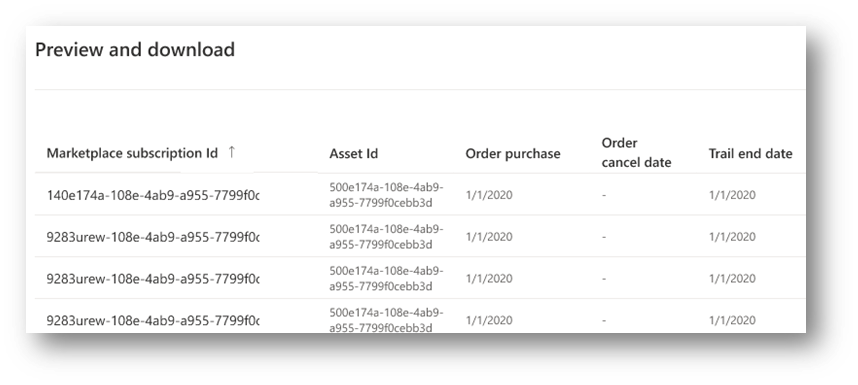 Preview and download
Marketplace subscription Id ↑ Asset Id Order purchase Order cancel date Trail end date
140e174a-108e-4ab9-a955-7799f0c 500e174a-108e-4ab9-a955-7799f0cebb3d 1/1/2020 - 1/1/2020
9283urew-108e-4ab9-a955-7799f0c 500e174a-108e-4ab9-a955-7799f0cebb3d 1/1/2020 - 1/1/2020
9283urew-108e-4ab9-a955-7799f0c 500e174a-108e-4ab9-a955-7799f0cebb3d 1/1/2020 - 1/1/2020
9283urew-108e-4ab9-a955-7799f0c 500e174a-108e-4ab9-a955-7799f0cebb3d 1/1/2020 - 1/1/2020